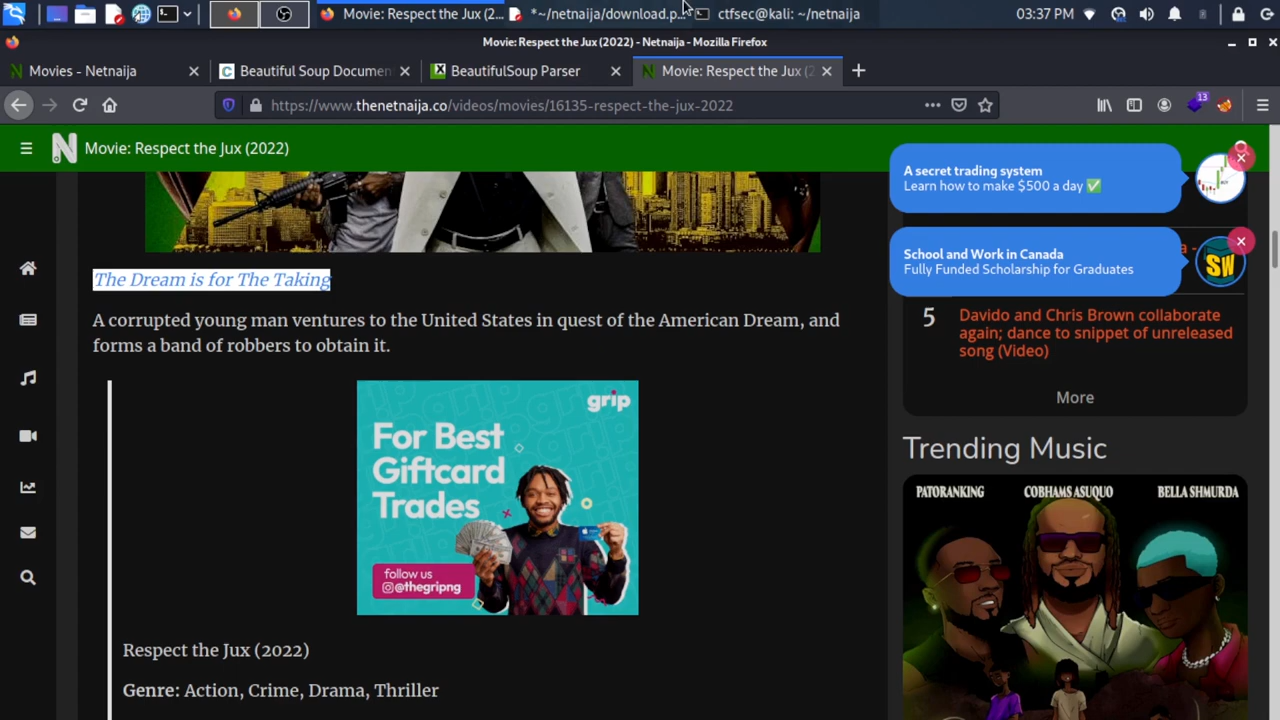 Movie: Respect the Jux (2...
*~/netnaija/download.p...
ctfsec@kali: ~/netnaija
03:37 PM
Movie: Respect the Jux (2022) - Netnaija - Mozilla Firefox
Movies - Netnaija
Beautiful Soup Documen
BeautifulSoup Parser
Movie: Respect the Jux (2
https://www.thenetnaija.co/videos/movies/16135-respect-the-jux-2022
13
Movie: Respect the Jux (2022)
A secret trading system
Learn how to make $500 a day ✅
School and Work in Canada
Fully Funded Scholarship for Graduates
SW
The Dream is for The Taking
A corrupted young man ventures to the United States in quest of the American Dream, and
forms a band of robbers to obtain it.
5
Davido and Chris Brown collaborate
again; dance to snippet of unreleased
song (Video)
More
grip
For Best
Giftcard
Trades
follow us
@thegripng
Trending Music
PATORANKING
COBHAMS ASUQUO
BELLA SHMURDA
Respect the Jux (2022)
Genre: Action, Crime, Drama, Thriller